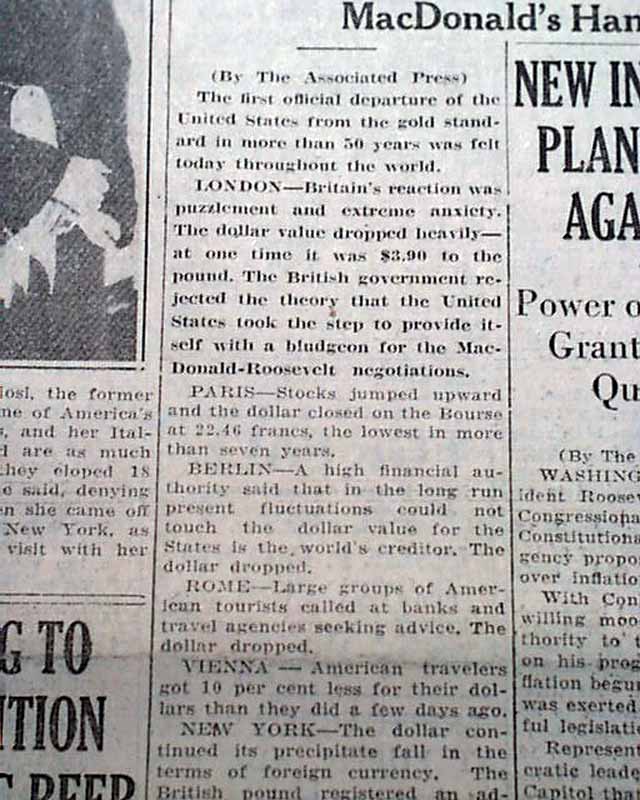 MacDonald's Han
(By The Associated Press)
The first official departure of the
United States from the gold stand-
ard in more than 50 years was felt
today throughout the world.
LONDON—Britain's reaction was
puzzlement and extreme anxiety.
The dollar value dropped heavily—
at one time it was $3.90 to the
pound. The British government re-
jected the theory that the United
States took the step to provide it-
self with a bludgeon for the Mac-
Donald-Roosevelt negotiations.
PARIS—Stocks jumped upward
and the dollar closed on the Bourse
at 22.46 francs, the lowest in more
than seven years.
BERLIN—A high financial au-
thority said that in the long run
present fluctuations could not
touch the dollar value for the
States is the world's creditor. The
dollar dropped.
ROME—Large groups of Amer-
ican tourists called at banks and
travel agencies seeking advice. The
dollar dropped.
VIENNA — American travelers
got 10 per cent less for their dol-
lars than they did a few days ago.
NEW YORK—The dollar con-
tinued its precipitate fall in the
terms of foreign currency. The
British pound registered an ad-
losi, the former
ne of America's
s, and her Ital-
d are as much
they eloped 18
e said, denying
en she came off
New York, as
visit with her
G TO
ITION
DEEP
NEW IN
PLAN
AGA
Power o
Grant
Qu
(By The
WASHING
ident Roose
Congressiona
Constitutiona
gency propo
over inflatio
With Con
willing moo
thority to t
on his prog
flation begun
was exerted
ful legislati
Represent
cratic leade
Capitol tha